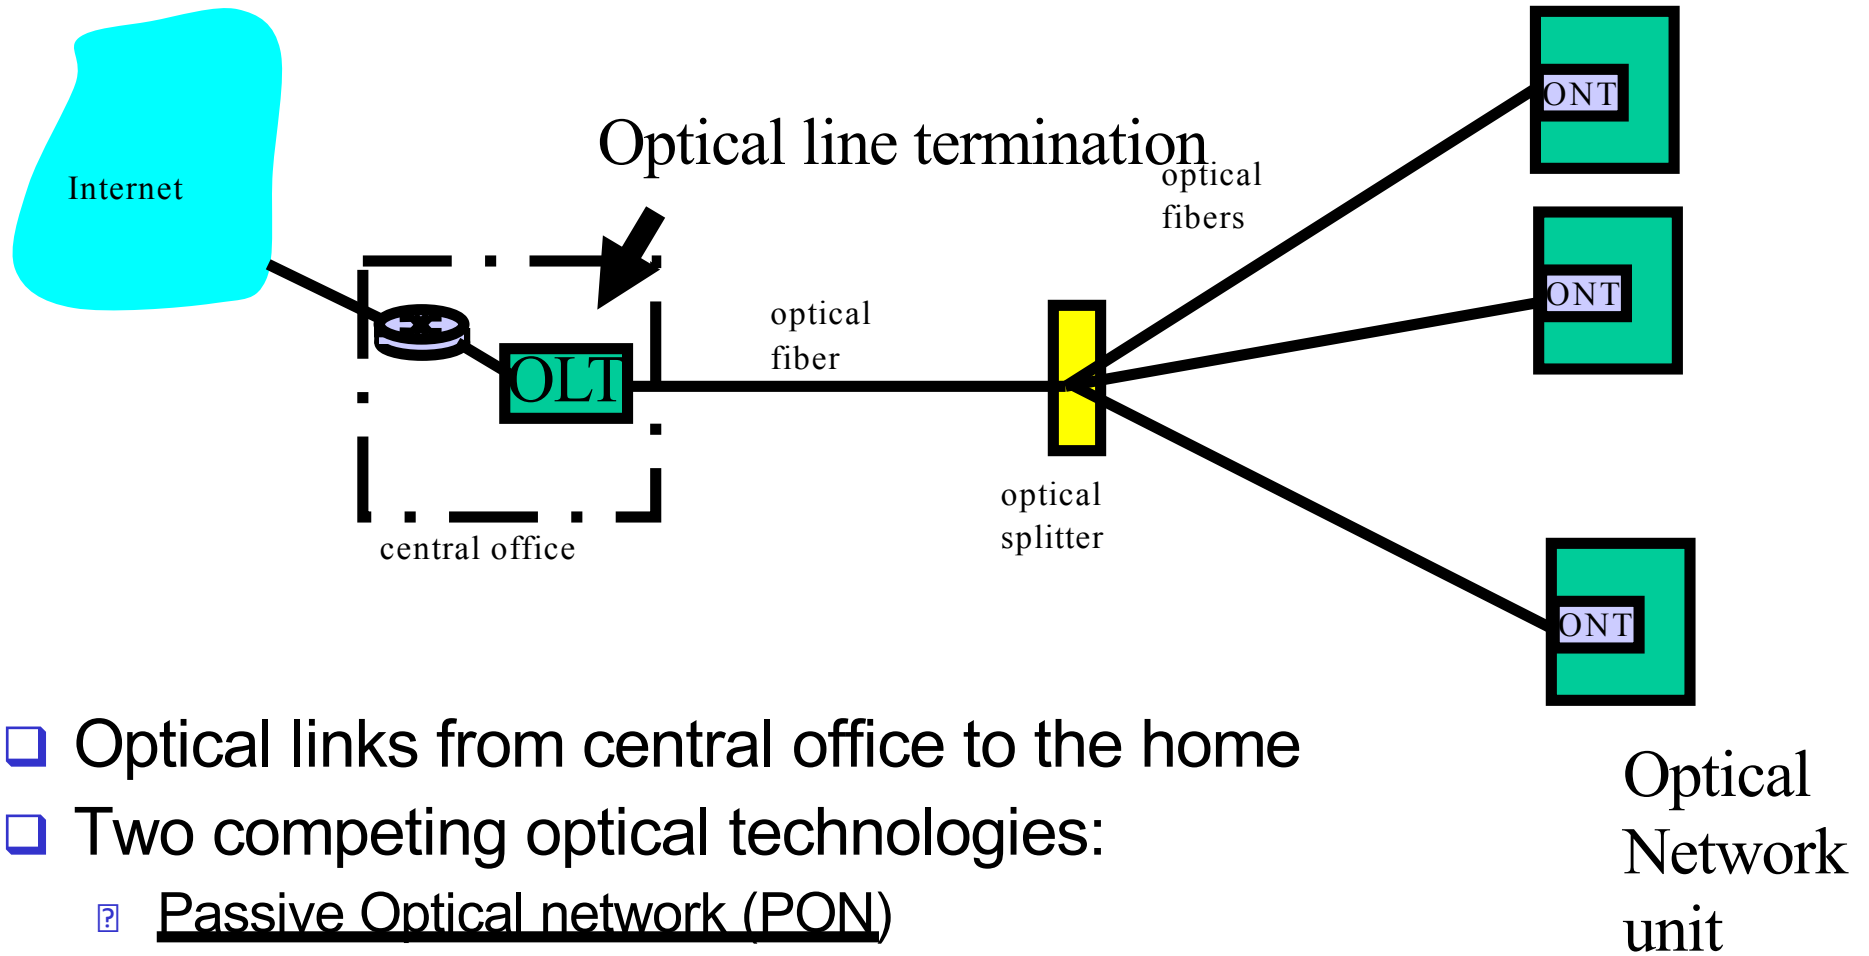 ONT
Optical line termination
optical
fibers
Internet
ONT
optical
fiber
OLT
optical
splitter
central office
ONT
Optical links from central office to the home
Two competing optical technologies:
Passive Optical network (PON)
Optical
Network
unit